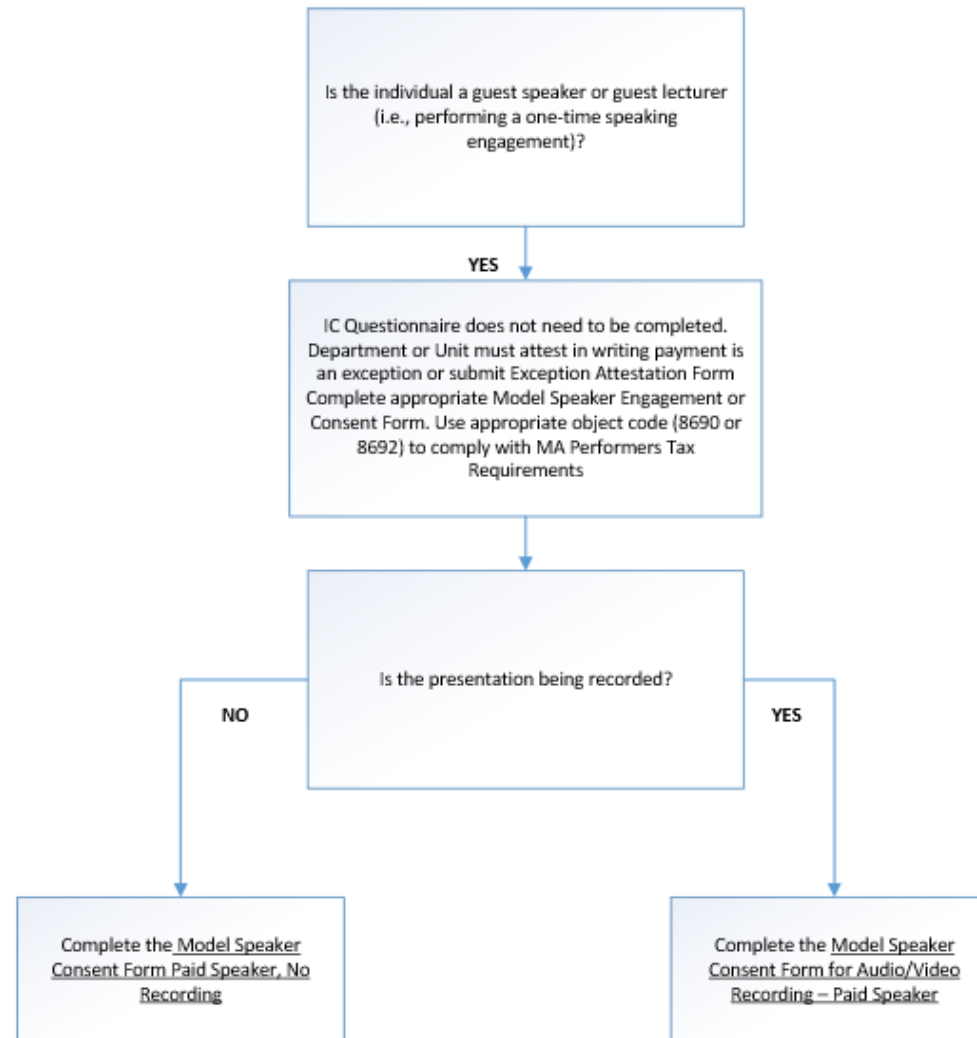 Is the individual a guest speaker or guest lecturer
(i.e., performing a one-time speaking
engagement)?
YES
IC Questionnaire does not need to be completed.
Department or Unit must attest in writing payment is
an exception or submit Exception Attestation Form
Complete appropriate Model Speaker Engagement or
Consent Form. Use appropriate object code (8690 or
8692) to comply with MA Performers Tax
Requirements
Is the presentation being recorded?
NO
YES
Complete the Model Speaker
Consent Form Paid Speaker, No
Recording
Complete the Model Speaker
Consent Form for Audio/Video
Recording – Paid Speaker